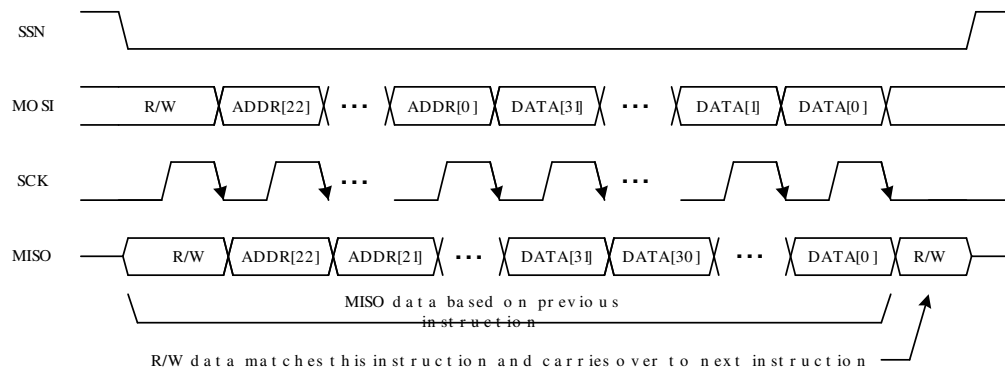 SSN
MOSI R/W ADDR[22] ... ADDR[0] DATA[31] ... DATA[1] DATA[0]
SCK ... ...
MISO R/W ADDR[22] ADDR[21] ... DATA[31] DATA[30] ... DATA[0] R/W
MISO data based on previous
instruction
R/W data matches this instruction and carries over to next instruction